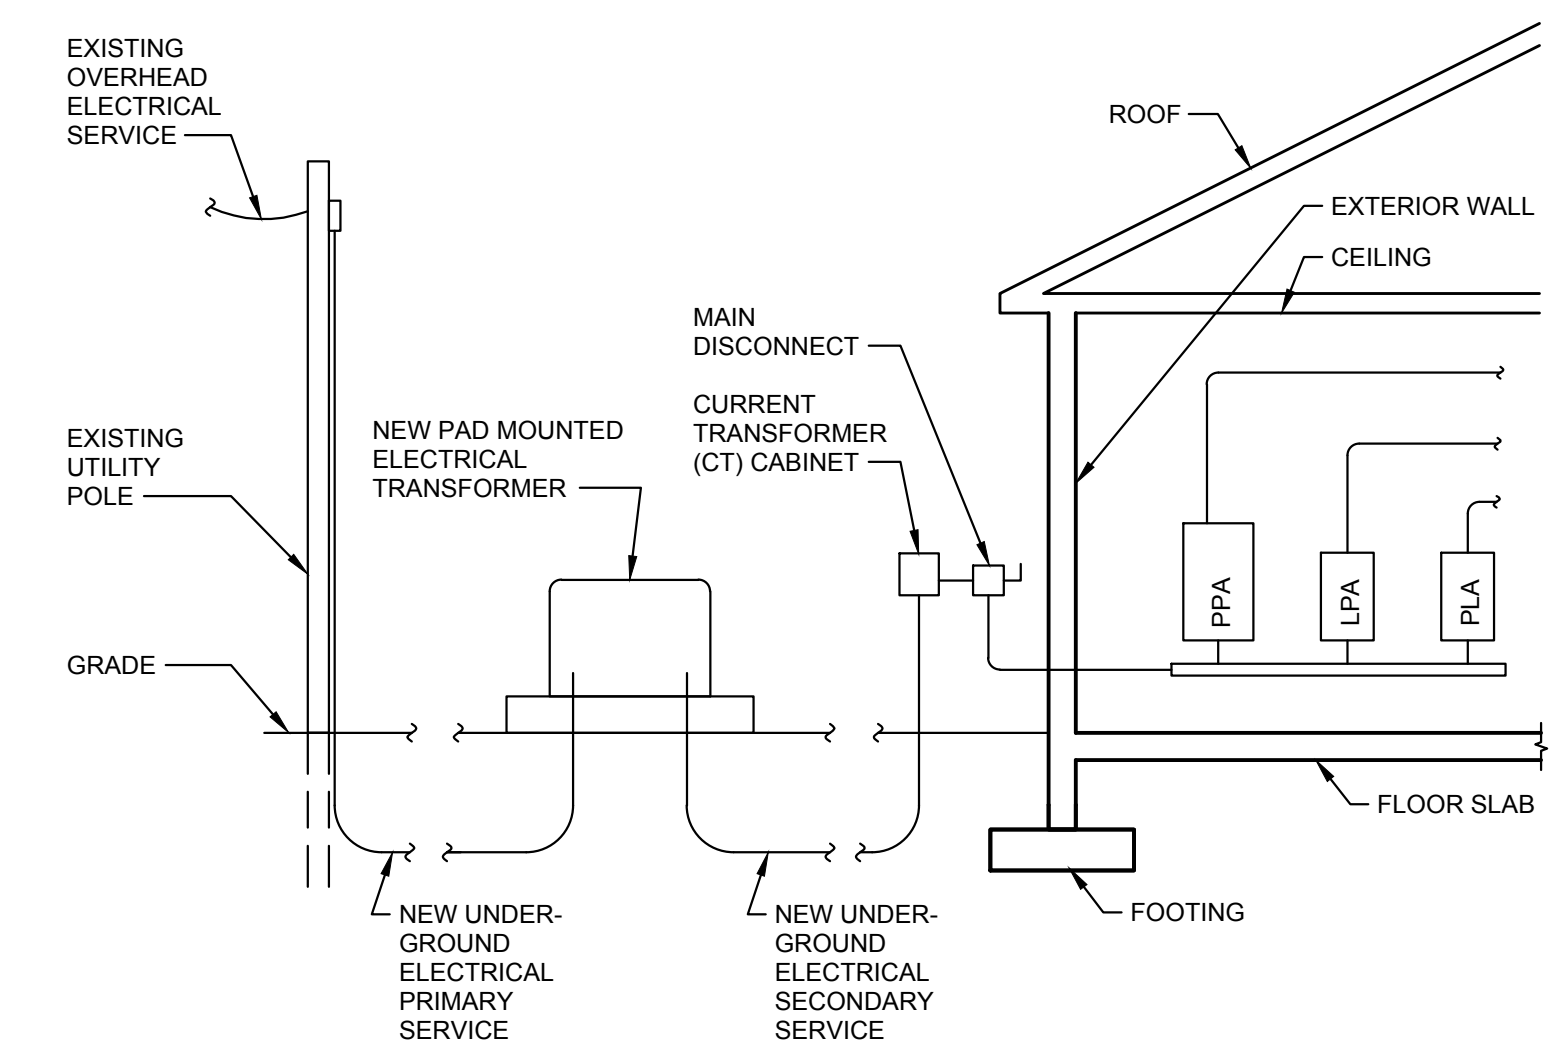 EXISTING
OVERHEAD
ELECTRICAL
SERVICE
ROOF
EXTERIOR WALL
CEILING
MAIN
DISCONNECT
CURRENT
TRANSFORMER
(CT) CABINET
EXISTING
UTILITY
POLE
NEW PAD MOUNTED
ELECTRICAL
TRANSFORMER
PPA
LPA
PLA
GRADE
FLOOR SLAB
FOOTING
NEW UNDER-
GROUND
ELECTRICAL
PRIMARY
SERVICE
NEW UNDER-
GROUND
ELECTRICAL
SECONDARY
SERVICE